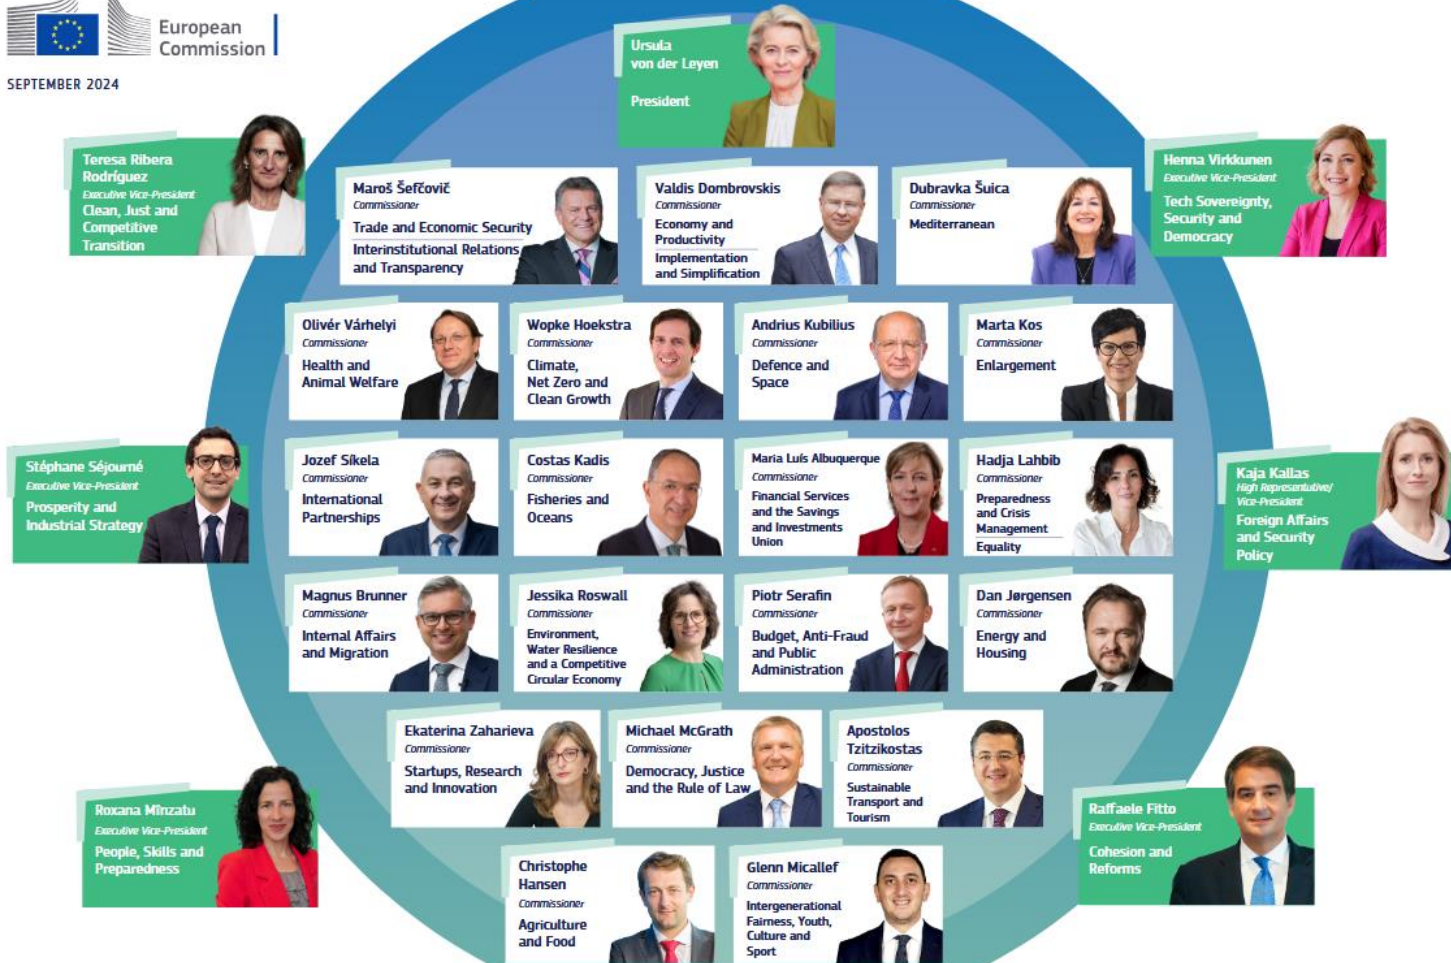 European
Commission
SEPTEMBER 2024
Ursula
von der Leyen
President
Teresa Ribera
Rodríguez
Executive Vice-President
Clean, Just and
Competitive
Transition
Maroš Šefčovič
Commissioner
Trade and Economic Security
Interinstitutional Relations
and Transparency
Valdis Dombrovskis
Commissioner
Economy and
Productivity
Implementation
and Simplification
Dubravka Šuica
Commissioner
Mediterranean
Henna Virkkunen
Executive Vice-President
Tech Sovereignty,
Security and
Democracy
Olivér Várhelyi
Commissioner
Health and
Animal Welfare
Wopke Hoekstra
Commissioner
Climate,
Net Zero and
Clean Growth
Andrius Kubilius
Commissioner
Defence and
Space
Marta Kos
Commissioner
Enlargement
Stéphane Séjourné
Executive Vice-President
Prosperity and
Industrial Strategy
Jozef Síkela
Commissioner
International
Partnerships
Costas Kadis
Commissioner
Fisheries and
Oceans
Maria Luís Albuquerque
Commissioner
Financial Services
and the Savings
and Investments
Union
Hadja Lahbib
Commissioner
Preparedness
and Crisis
Management
Equality
Kaja Kallas
High Representative/
Vice-President
Foreign Affairs
and Security
Policy
Magnus Brunner
Commissioner
Internal Affairs
and Migration
Jessika Roswall
Commissioner
Environment,
Water Resilience
and a Competitive
Circular Economy
Piotr Serafin
Commissioner
Budget, Anti-Fraud
and Public
Administration
Dan Jørgensen
Commissioner
Energy and
Housing
Ekaterina Zaharieva
Commissioner
Startups, Research
and Innovation
Michael McGrath
Commissioner
Democracy, Justice
and the Rule of Law
Apostolos
Tzitzikostas
Commissioner
Sustainable
Transport and
Tourism
Roxana Mînzatu
Executive Vice-President
People, Skills and
Preparedness
Raffaele Fitto
Executive Vice-President
Cohesion and
Reforms
Christophe
Hansen
Commissioner
Agriculture
and Food
Glenn Micallef
Commissioner
Intergenerational
Fairness, Youth,
Culture and
Sport